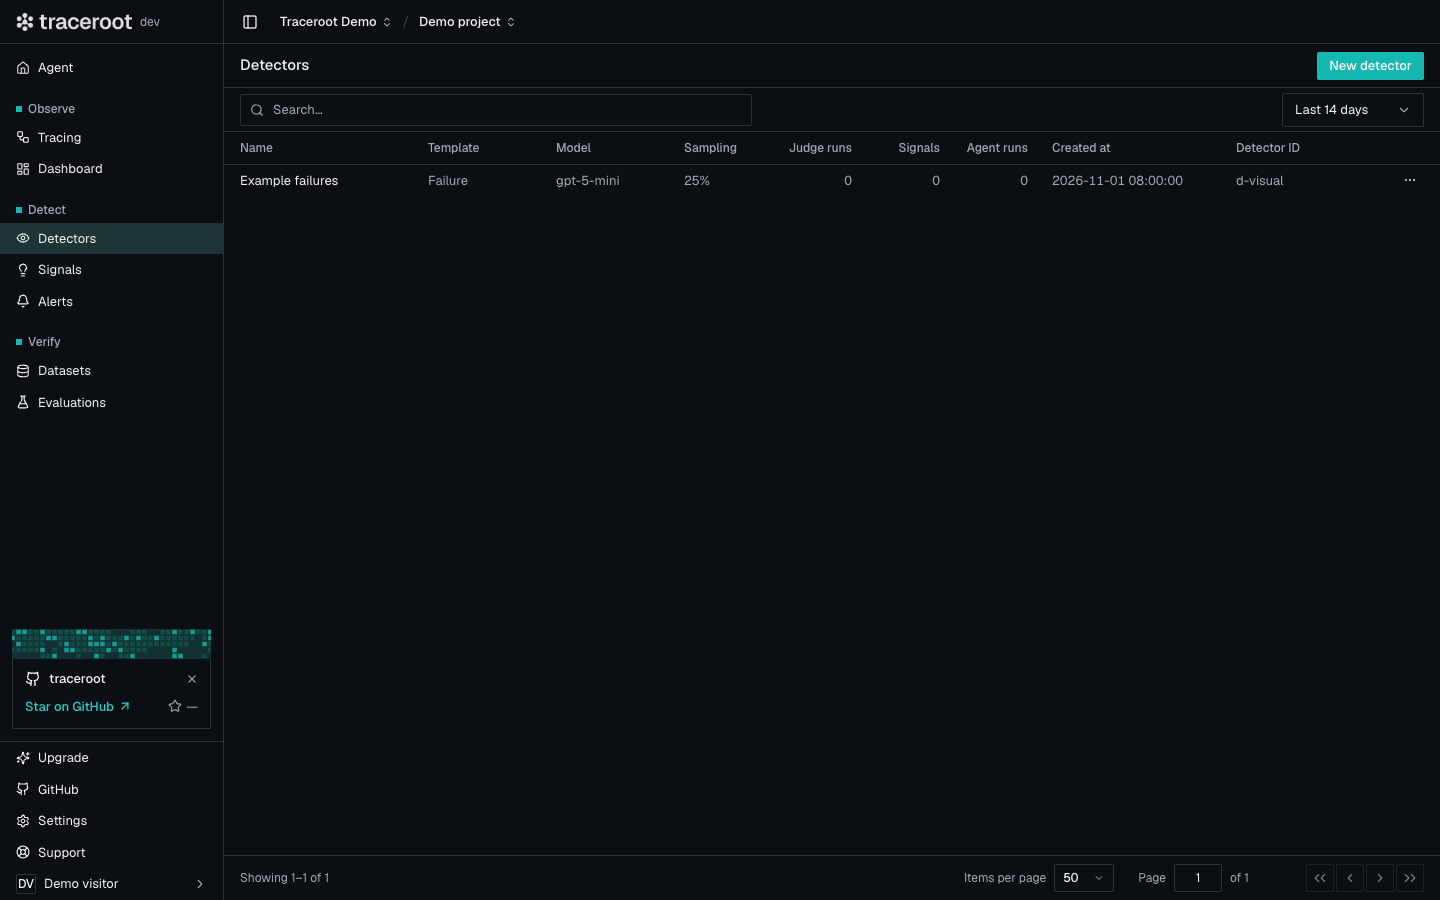 traceroot dev
Traceroot Demo / Demo project
Agent
Observe
Tracing
Dashboard
Detect
Detectors
Signals
Alerts
Verify
Datasets
Evaluations
traceroot
Star on GitHub —
Upgrade
GitHub
Settings
Support
DV Demo visitor
Detectors
New detector
Search...
Last 14 days
Name Template Model Sampling Judge runs Signals Agent runs Created at Detector ID
Example failures Failure gpt-5-mini 25% 0 0 0 2026-11-01 08:00:00 d-visual
Showing 1–1 of 1
Items per page 50 Page 1 of 1